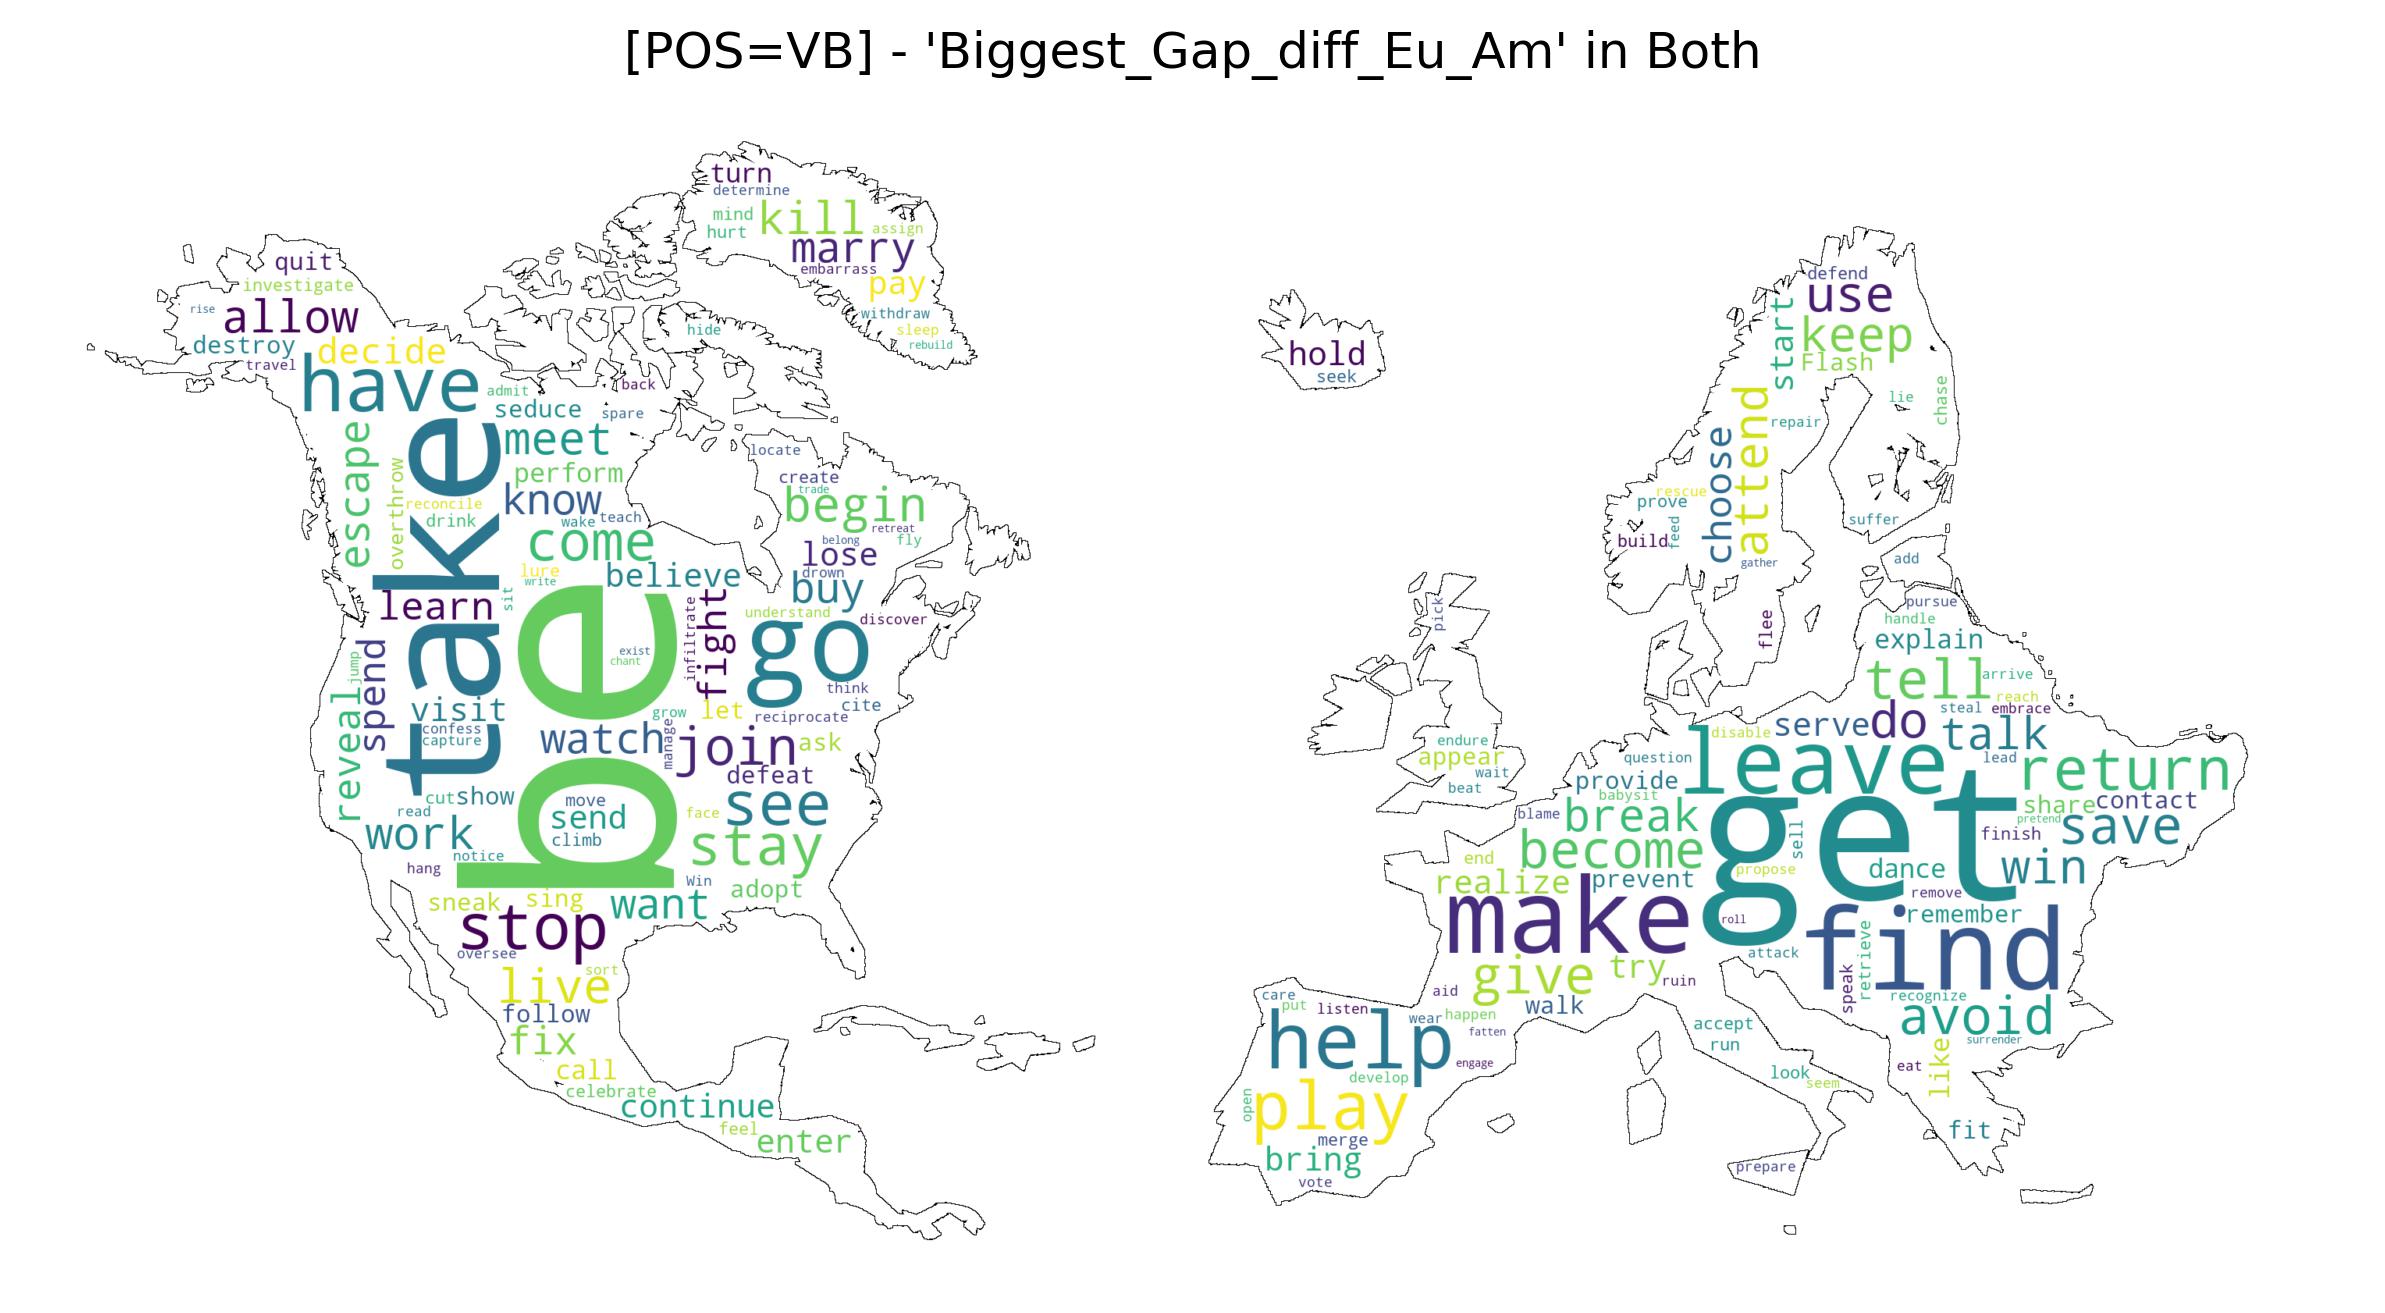 [POS=VB] - 'Biggest_Gap_diff_Eu_Am' in Both
turn
determine
mind
kill
hurt
assign
marry
embarrass
pay
withdraw
sleep
rebuild
hide
quit
investigate
rise
allow
destroy
decide
travel
have
admit
back
seduce
spare
meet
escape
take
perform
overthrow
know
reconcile
drink
wake
teach
come
locate
create
trade
begin
retreat
belong
fly
lose
drown
buy
lure
write
believe
learn
sit
be
exist
chant
infiltrate
fight
understand
discover
go
think
cite
reciprocate
let
grow
spend
jump
reveal
visit
confess
capture
watch
manage
join
ask
defeat
cut
show
read
work
move
send
climb
face
see
stay
hang
notice
Win
adopt
sneak
sing
want
stop
oversee
sort
live
follow
fix
call
celebrate
continue
feel
enter
hold
seek
defend
use
start
keep
Flash
lie
chase
repair
attend
choose
rescue
prove
feed
build
suffer
gather
flee
add
pursue
handle
explain
pick
tell
arrive
reach
steal
embrace
serve
do
talk
disable
lead
leave
question
return
provide
babysit
share
contact
pretend
finish
save
endure
appear
wait
beat
blame
break
sell
become
get
propose
dance
win
end
realize
prevent
remove
make
roll
remember
find
attack
give
try
ruin
speak
retrieve
recognize
avoid
surrender
aid
walk
care
put
listen
wear
happen
fatten
help
engage
develop
open
play
merge
bring
vote
accept
run
look
seem
eat
like
fit
prepare